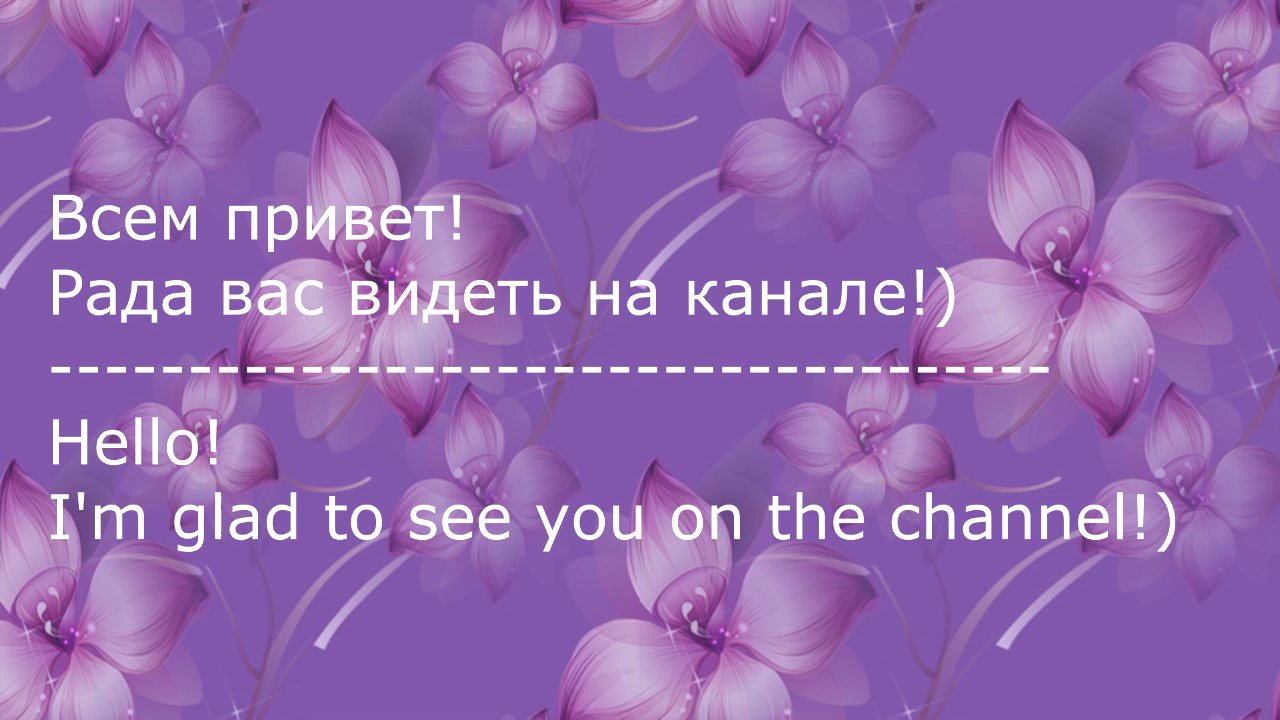 Всем привет!
Рада вас видеть на канале!)
------------------------------------
Hello!
I'm glad to see you on the channel!)